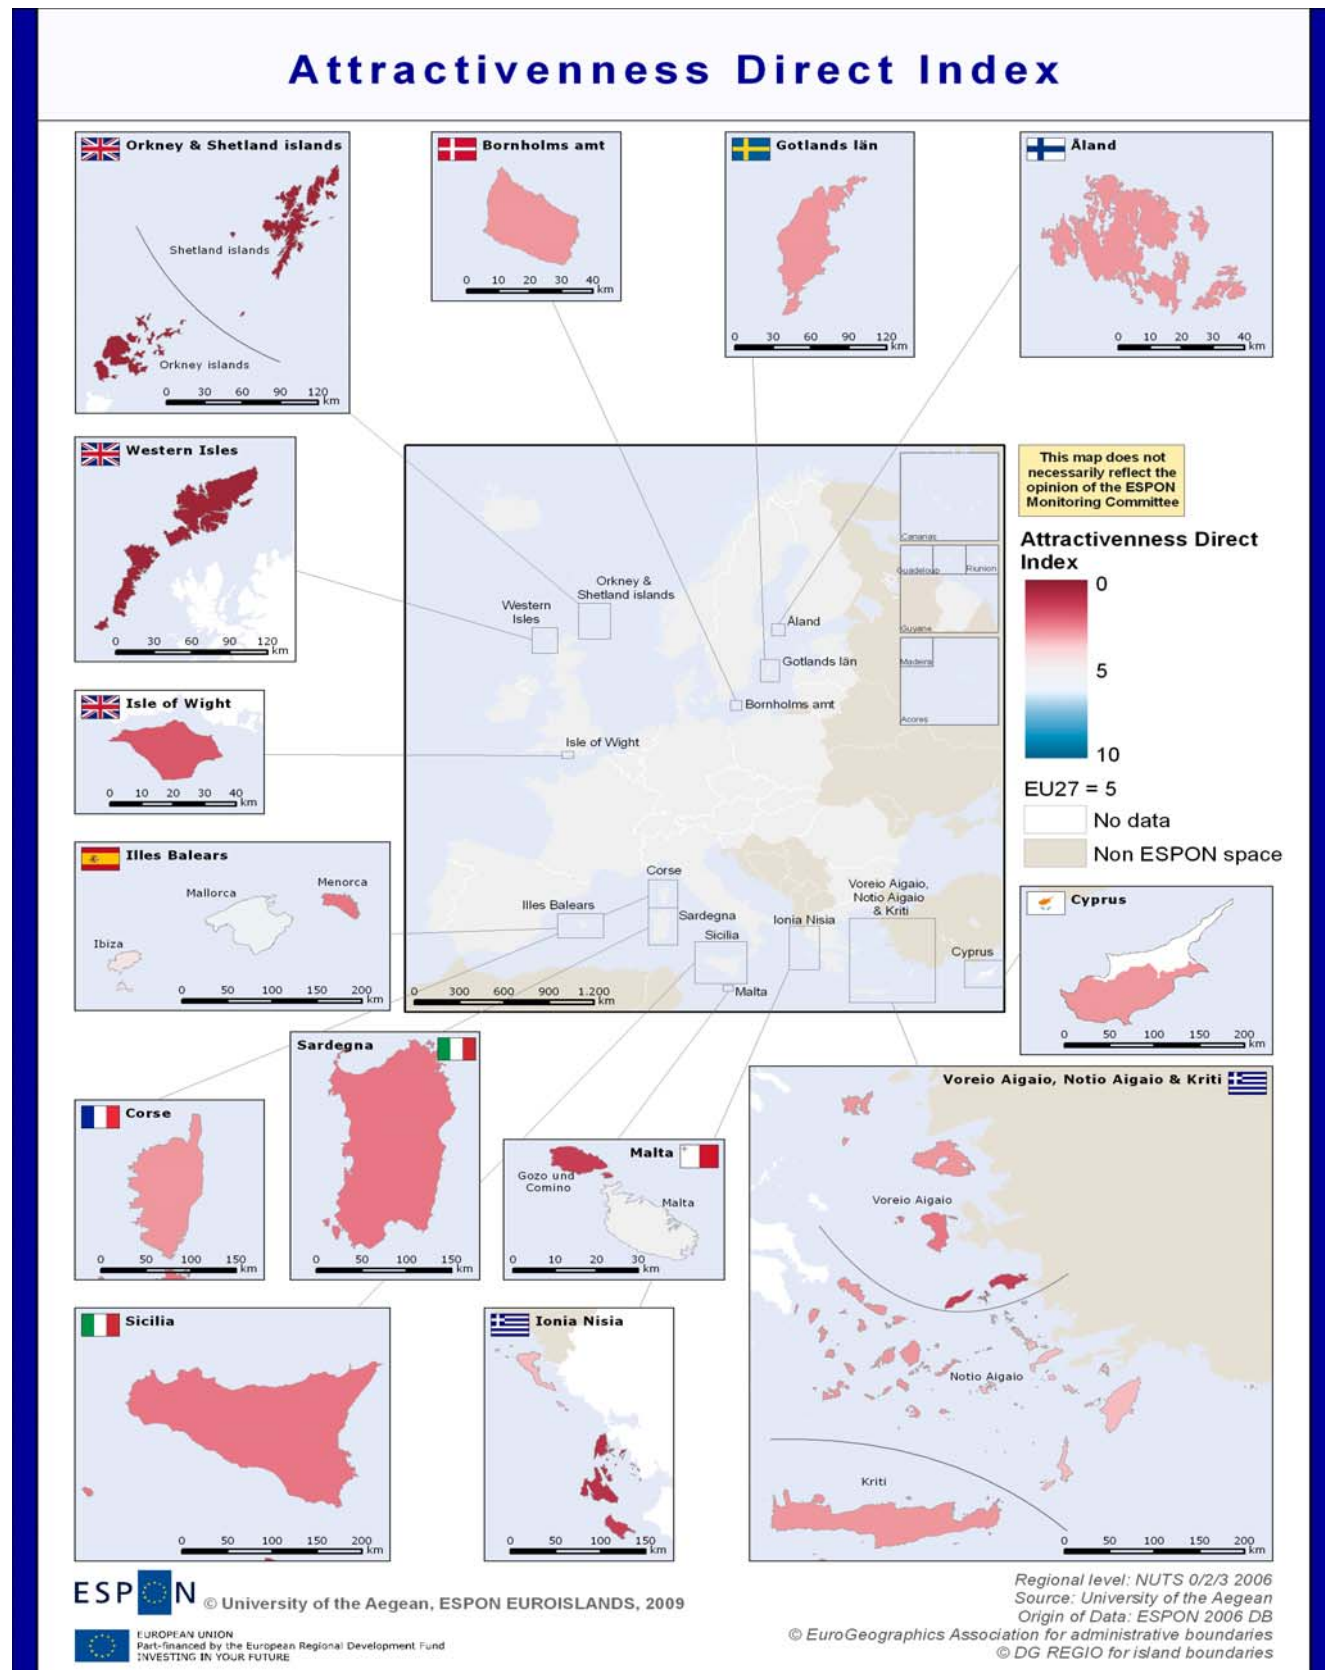 Attractivenness Direct Index
Orkney & Shetland islands
Shetland islands
Orkney islands
0 30 60 90 120 km
Bornholms amt
0 10 20 30 40 km
Gotlands län
0 30 60 90 120 km
Åland
0 10 20 30 40 km
Western Isles
0 30 60 90 120 km
Isle of Wight
0 10 20 30 40 km
Illes Balears
Mallorca
Menorca
Ibiza
0 50 100 150 200 km
Orkney &
Shetland islands
Western
Isles
Åland
Gotlands län
Bornholms amt
Isle of Wight
Corse
Illes Balears
Sardegna
Sicilia
Malta
Ionia Nisia
Voreio Aigaio,
Notio Aigaio
& Kriti
Cyprus
0 300 600 900 1.200 km
Canarias
Guadeloup
Riunion
Guyane
Madeira
Acores
This map does not
necessarily reflect the
opinion of the ESPON
Monitoring Committee
Attractivenness Direct
Index
0
5
10
EU27 = 5
No data
Non ESPON space
Cyprus
0 50 100 150 200 km
Corse
0 50 100 150 km
Sardegna
0 50 100 150 km
Malta
Gozo und
Comino
Malta
0 10 20 30 km
Voreio Aigaio, Notio Aigaio & Kriti
Voreio Aigaio
Notio Aigaio
Kriti
0 50 100 150 200 km
Sicilia
0 50 100 150 200 km
Ionia Nisia
0 50 100 150 km
ESPON
© University of the Aegean, ESPON EUROISLANDS, 2009
EUROPEAN UNION
Part-financed by the European Regional Development Fund
INVESTING IN YOUR FUTURE
Regional level: NUTS 0/2/3 2006
Source: University of the Aegean
Origin of Data: ESPON 2006 DB
© EuroGeographics Association for administrative boundaries
© DG REGIO for island boundaries